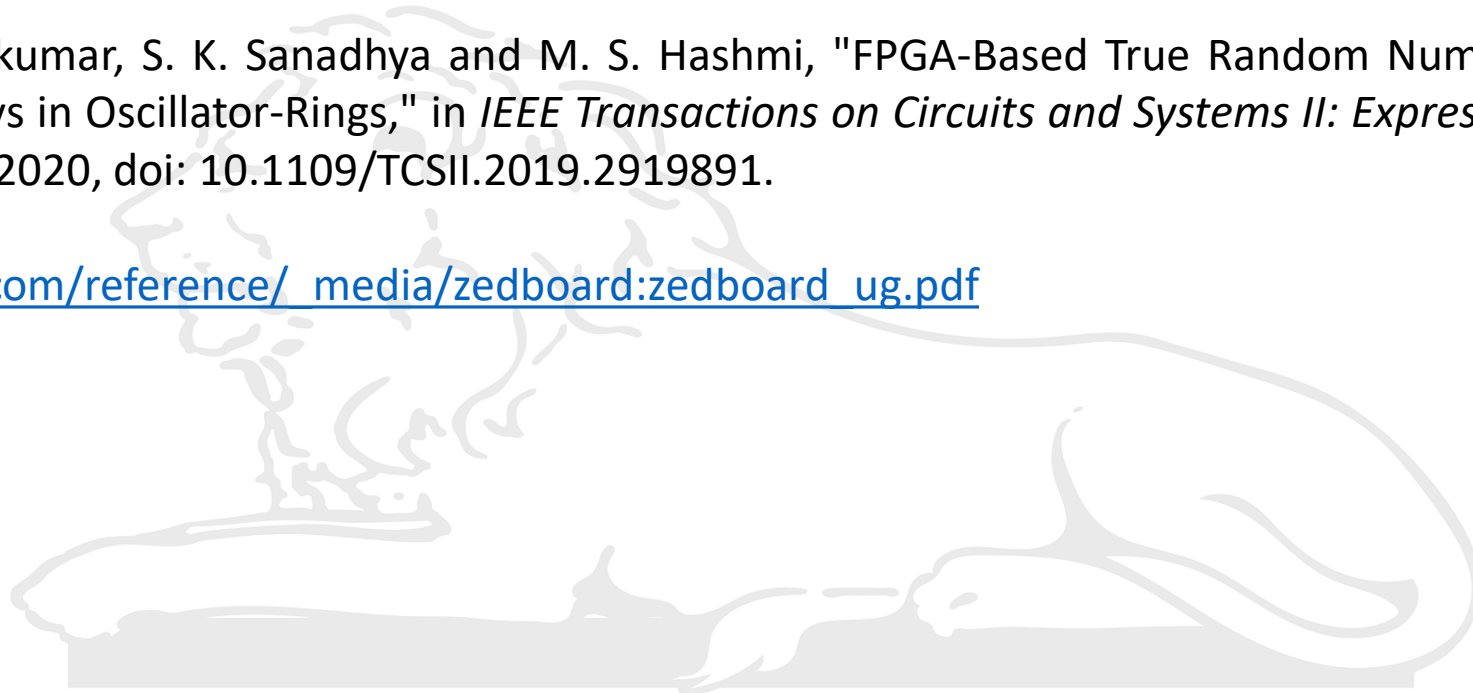 kumar, S. K. Sanadhya and M. S. Hashmi, "FPGA-Based True Random Num
s in Oscillator-Rings," in IEEE Transactions on Circuits and Systems II: Expres
2020, doi: 10.1109/TCSII.2019.2919891.
com/reference/_media/zedboard:zedboard_ug.pdf